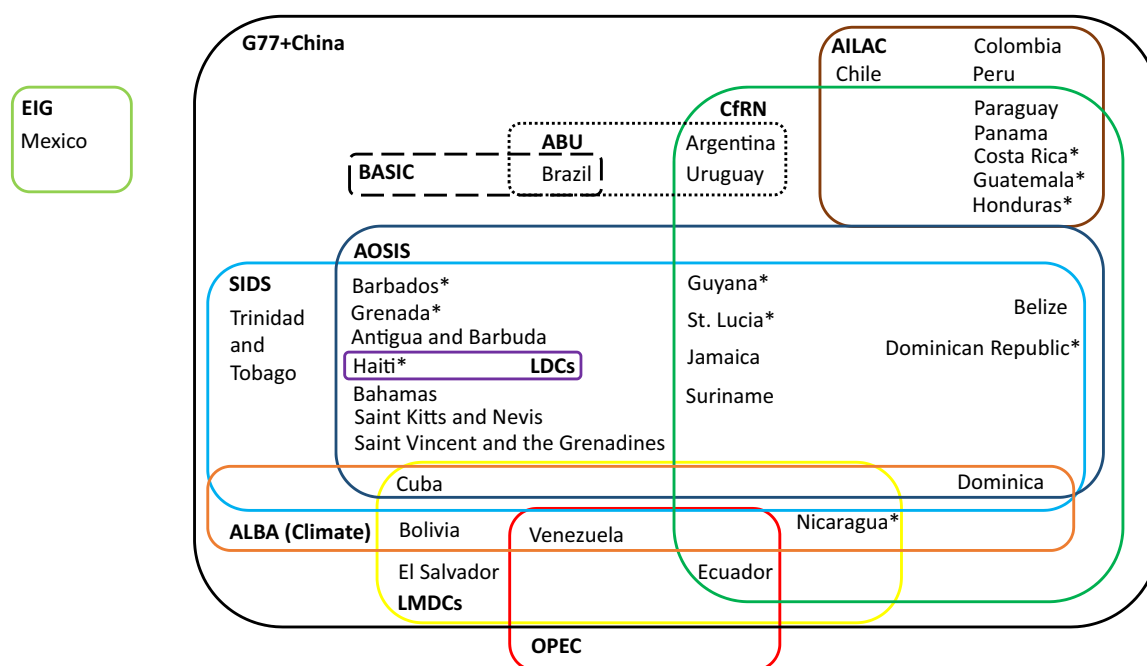 G77+China
AILAC
Colombia
Chile
Peru
EIG
Mexico
CfRN
Paraguay
Panama
Costa Rica*
Guatemala*
Honduras*
ABU
Argentina
BASIC
Brazil
Uruguay
AOSIS
SIDS
Trinidad
and
Tobago
Barbados*
Grenada*
Antigua and Barbuda
Haiti*
LDCs
Bahamas
Saint Kitts and Nevis
Saint Vincent and the Grenadines
Guyana*
St. Lucia*
Jamaica
Suriname
Belize
Dominican Republic*
Cuba
Dominica
ALBA (Climate)
Bolivia
Venezuela
Nicaragua*
El Salvador
Ecuador
LMDCs
OPEC